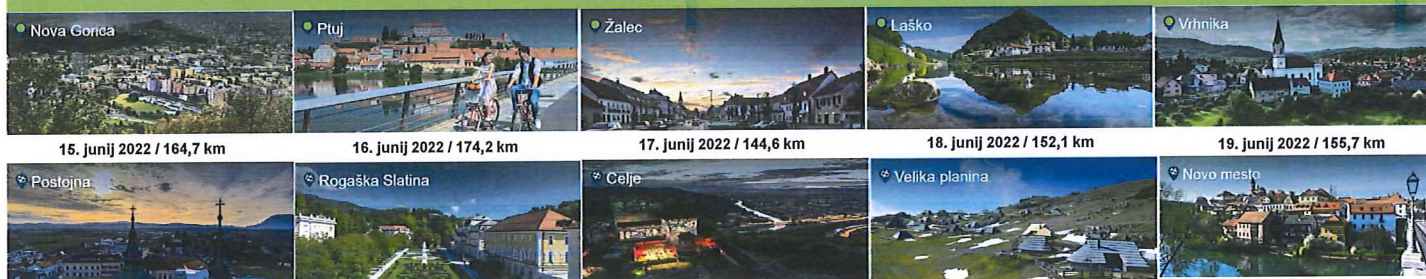 Nova Gorica
Ptuj
Žalec
Laško
Vrhnika
15. junij 2022 / 164,7 km
16. junij 2022 / 174,2 km
17. junij 2022 / 144,6 km
18. junij 2022 / 152,1 km
19. junij 2022 / 155,7 km
Postojna
Rogaška Slatina
Celje
Velika planina
Novo mesto